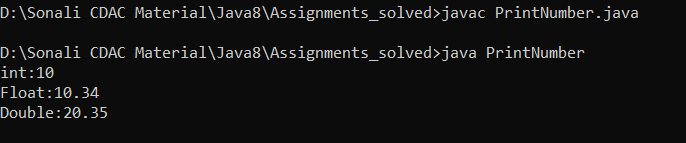 D:\Sonali CDAC Material\Java8\Assignments_solved>javac PrintNumber.java
D:\Sonali CDAC Material\Java8\Assignments_solved>java PrintNumber
int:10
Float:10.34
Double:20.35